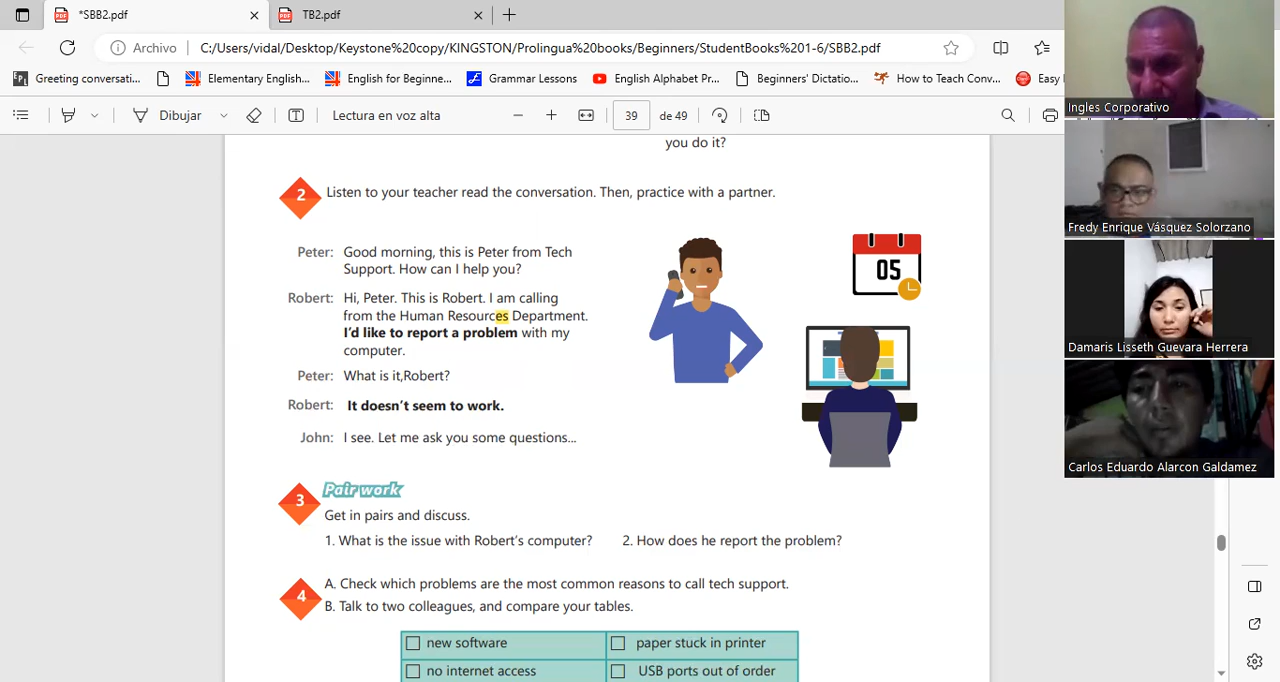 *SBB2.pdf
TB2.pdf
Archivo
C:/Users/vidal/Desktop/Keystone%20copy/KINGSTON/Prolingua%20books/Beginners/StudentBooks%201-6/SBB2.pdf
Greeting conversati...
Elementary English...
English for Beginne...
Grammar Lessons
English Alphabet Pr...
Beginners' Dictatio...
How to Teach Conv...
Easy
Dibujar
Lectura en voz alta
39
de 49
you do it?
2
Listen to your teacher read the conversation. Then, practice with a partner.
Peter: Good morning, this is Peter from Tech
Support. How can I help you?
Robert: Hi, Peter. This is Robert. I am calling
from the Human Resources Department.
I'd like to report a problem with my
computer.
Peter: What is it,Robert?
Robert: It doesn't seem to work.
John: I see. Let me ask you some questions...
05
3
Pair work
Get in pairs and discuss.
1. What is the issue with Robert's computer?
2. How does he report the problem?
4
A. Check which problems are the most common reasons to call tech support.
B. Talk to two colleagues, and compare your tables.
new software
paper stuck in printer
no internet access
USB ports out of order
Ingles Corporativo
Fredy Enrique Vásquez Solorzano
Damaris Lisseth Guevara Herrera
Carlos Eduardo Alarcon Galdamez